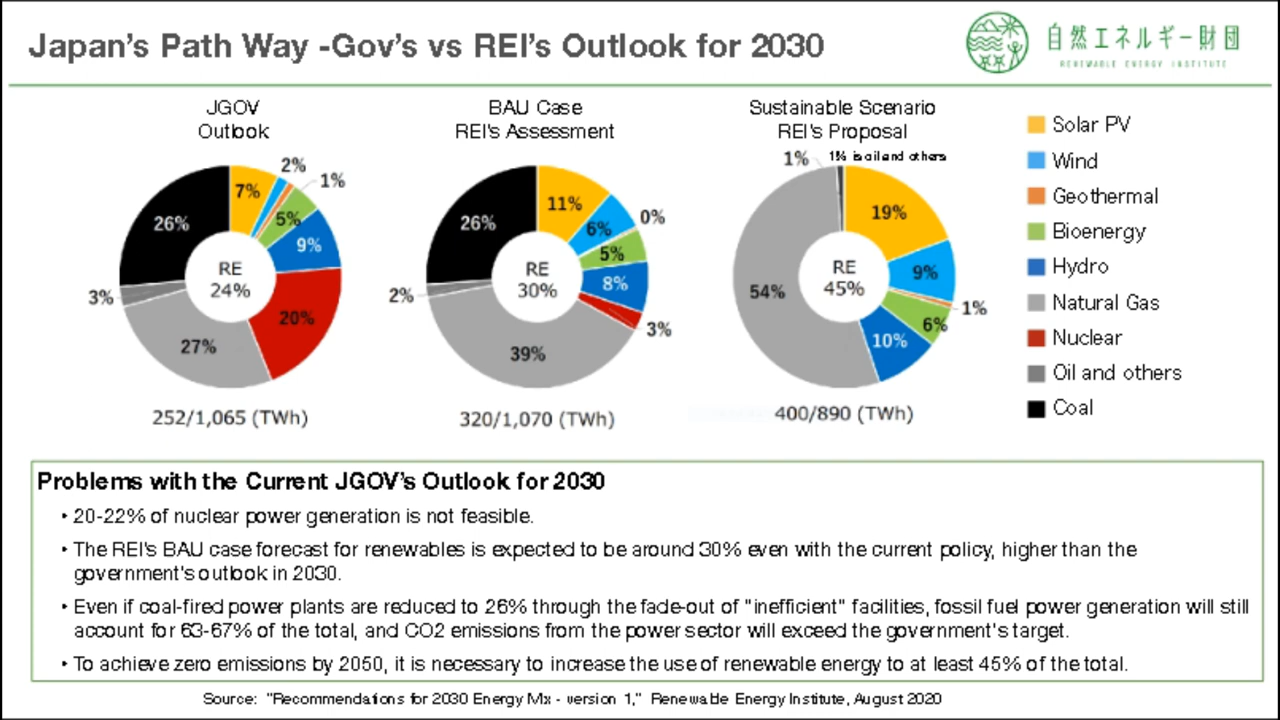 Japan's Path Way -Gov's vs REI's Outlook for 2030
自然エネルギー財団
RENEWABLE ENERGY INSTITUTE
JGOV
Outlook
2%
1%
7%
5%
9%
26%
RE
24%
3%
20%
27%
252/1,065 (TWh)
BAU Case
REI's Assessment
11%
6%
0%
5%
26%
RE
30%
8%
2%
3%
39%
320/1,070 (TWh)
Sustainable Scenario
REI's Proposal
1%
1% is oil and others
19%
9%
RE
45%
54%
1%
6%
10%
400/890 (TWh)
Solar PV
Wind
Geothermal
Bioenergy
Hydro
Natural Gas
Nuclear
Oil and others
Coal
Problems with the Current JGOV's Outlook for 2030
• 20-22% of nuclear power generation is not feasible.
• The REI's BAU case forecast for renewables is expected to be around 30% even with the current policy, higher than the
government's outlook in 2030.
• Even if coal-fired power plants are reduced to 26% through the fade-out of "inefficient" facilities, fossil fuel power generation will still
account for 63-67% of the total, and CO2 emissions from the power sector will exceed the government's target.
• To achieve zero emissions by 2050, it is necessary to increase the use of renewable energy to at least 45% of the total.
Source: "Recommendations for 2030 Energy Mix - version 1," Renewable Energy Institute, August 2020